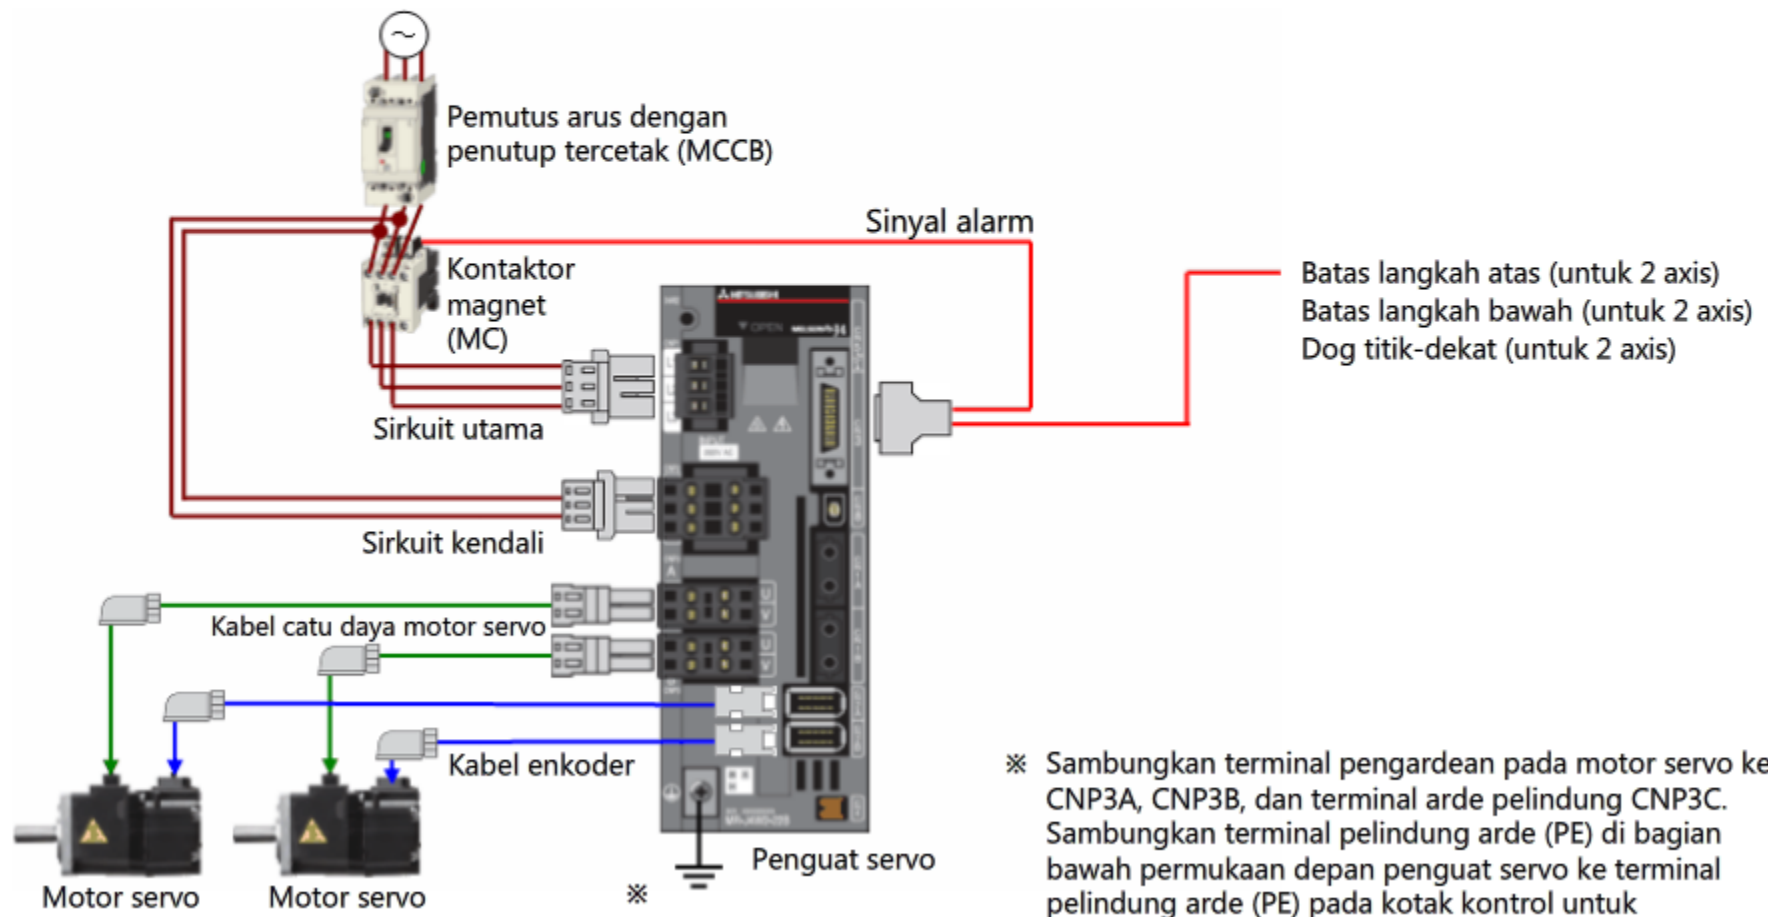 Pemutus arus dengan
penutup tercetak (MCCB)
Sinyal alarm
Kontaktor
magnet
(MC)
Batas langkah atas (untuk 2 axis)
Batas langkah bawah (untuk 2 axis)
Dog titik-dekat (untuk 2 axis)
MITSUBISHI
OPEN
Sirkuit utama
Sirkuit kendali
Kabel catu daya motor servo
Kabel enkoder
※ Sambungkan terminal pengardean pada motor servo ke
CNP3A, CNP3B, dan terminal arde pelindung CNP3C.
Sambungkan terminal pelindung arde (PE) di bagian
bawah permukaan depan penguat servo ke terminal
pelindung arde (PE) pada kotak kontrol untuk
Penguat servo
Motor servo
Motor servo
※